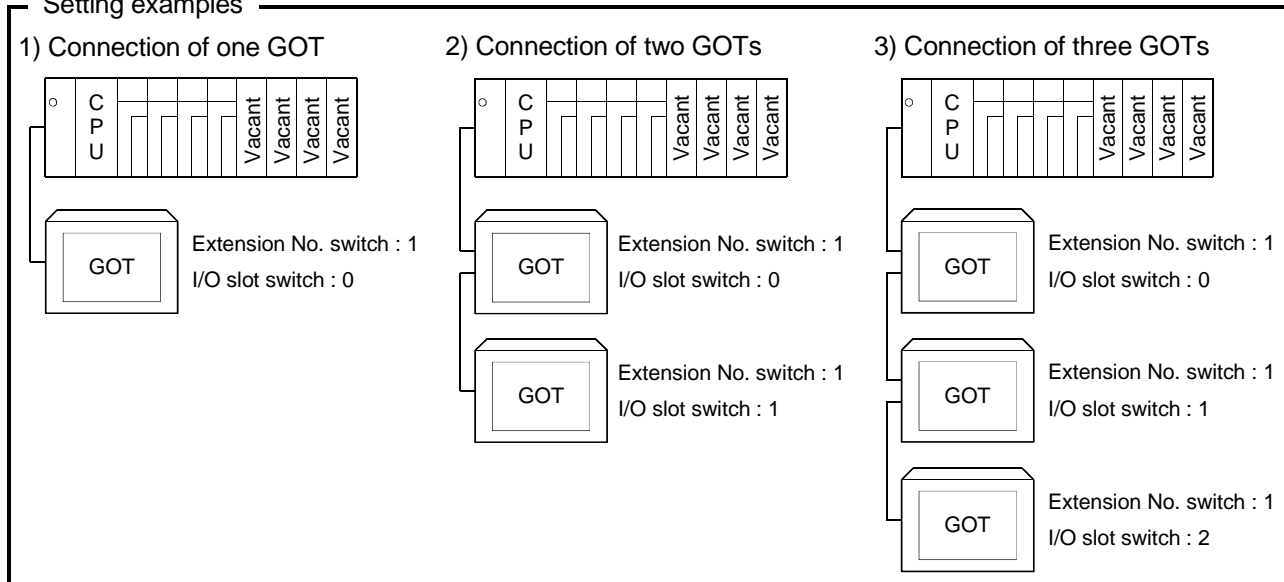 Setting examples
1) Connection of one GOT
CPU
Vacant
Vacant
Vacant
Vacant
GOT
Extension No. switch : 1
I/O slot switch : 0
2) Connection of two GOTs
CPU
Vacant
Vacant
Vacant
Vacant
GOT
Extension No. switch : 1
I/O slot switch : 0
GOT
Extension No. switch : 1
I/O slot switch : 1
3) Connection of three GOTs
CPU
Vacant
Vacant
Vacant
Vacant
GOT
Extension No. switch : 1
I/O slot switch : 0
GOT
Extension No. switch : 1
I/O slot switch : 1
GOT
Extension No. switch : 1
I/O slot switch : 2